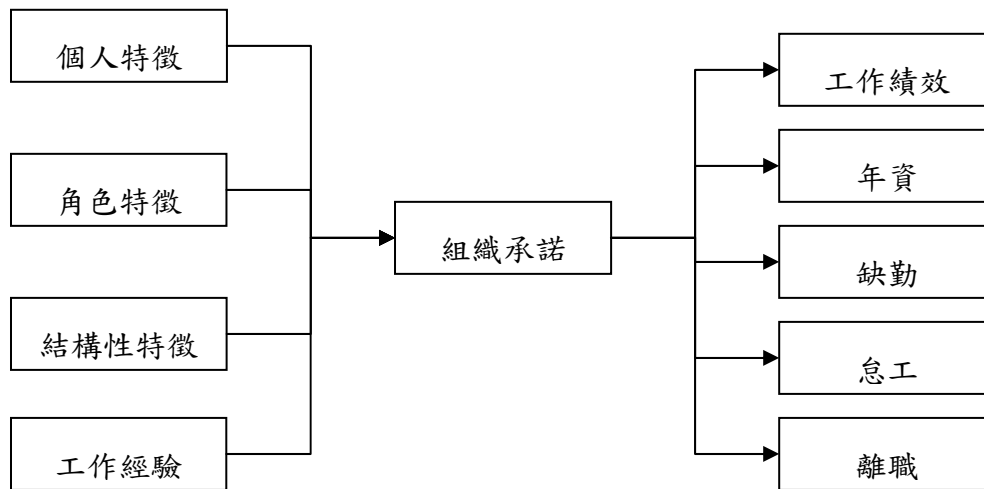 個人特徵
角色特徵
結構性特徵
工作經驗
組織承諾
工作績效
年資
缺勤
怠工
離職